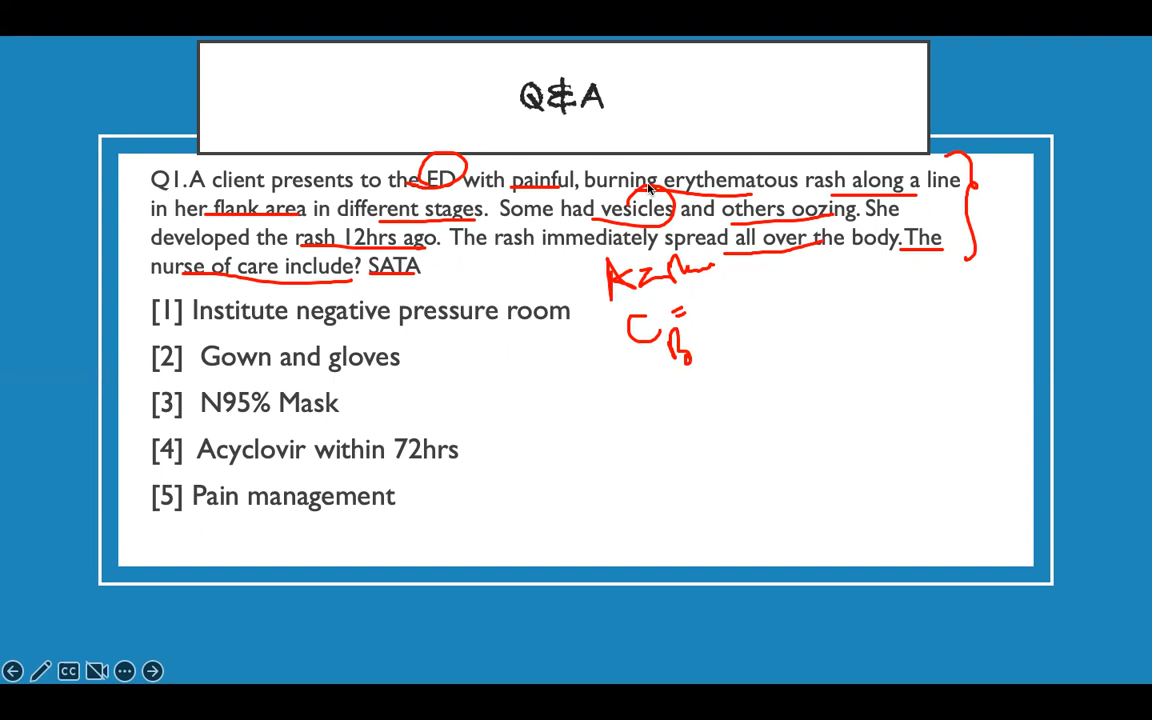 Q&A
Q1.A client presents to the ED with painful, burning erythematous rash along a line
in her flank area in different stages. Some had vesicles and others oozing. She
developed the rash 12hrs ago. The rash immediately spread all over the body. The
nurse of care include? SATA
[1] Institute negative pressure room
[2] Gown and gloves
[3] N95% Mask
[4] Acyclovir within 72hrs
[5] Pain management
CC